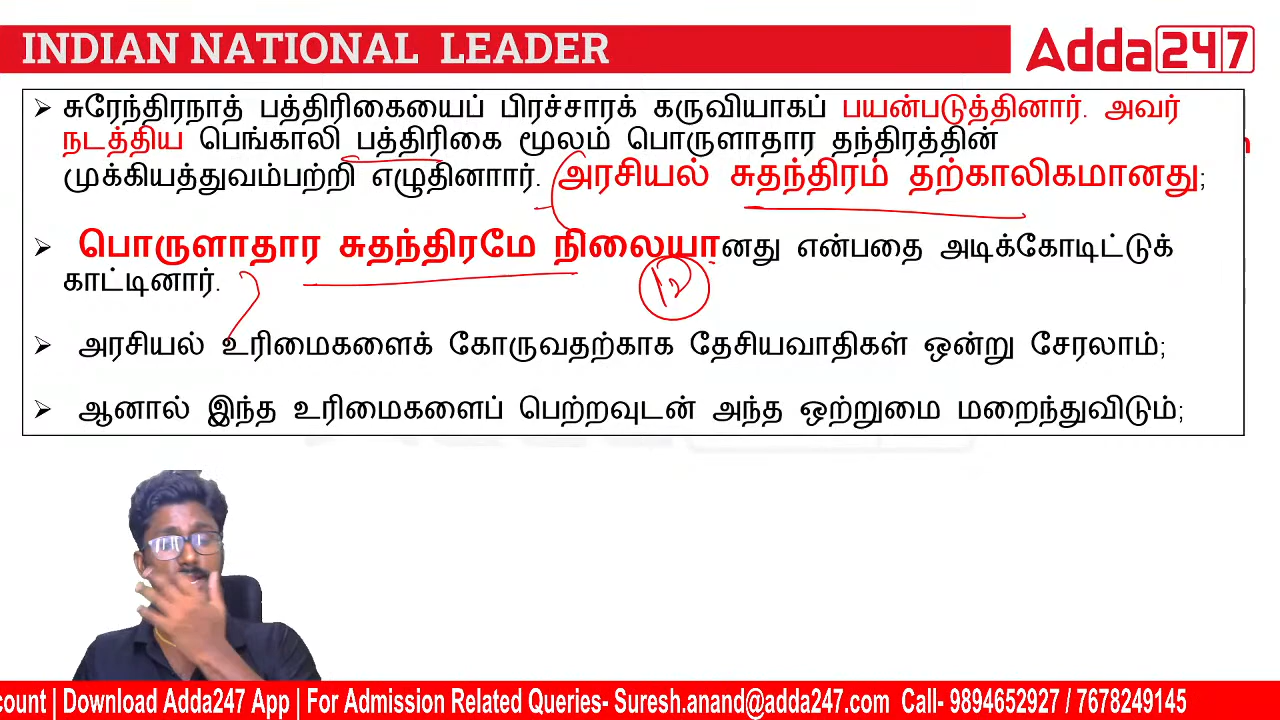 INDIAN NATIONAL LEADER
Adda247
➢ சுரேந்திரநாத் பத்திரிகையைப் பிரச்சாரக் கருவியாகப் பயன்படுத்தினார். அவர்
நடத்திய பெங்காலி பத்திரிகை மூலம் பொருளாதார தந்திரத்தின்
முக்கியத்துவம்பற்றி எழுதினாார். அரசியல் சுதந்திரம் தற்காலிகமானது;
➢ பொருளாதார சுதந்திரமே நிலையானது என்பதை அடிக்கோடிட்டுக்
காட்டினார்.
12
➢ அரசியல் உரிமைகளைக் கோருவதற்காக தேசியவாதிகள் ஒன்று சேரலாம்;
➢ ஆனால் இந்த உரிமைகளைப் பெற்றவுடன் அந்த ஒற்றுமை மறைந்துவிடும்;
count | Download Adda247 App | For Admission Related Queries- Suresh.anand@adda247.com Call- 9894652927 / 7678249145